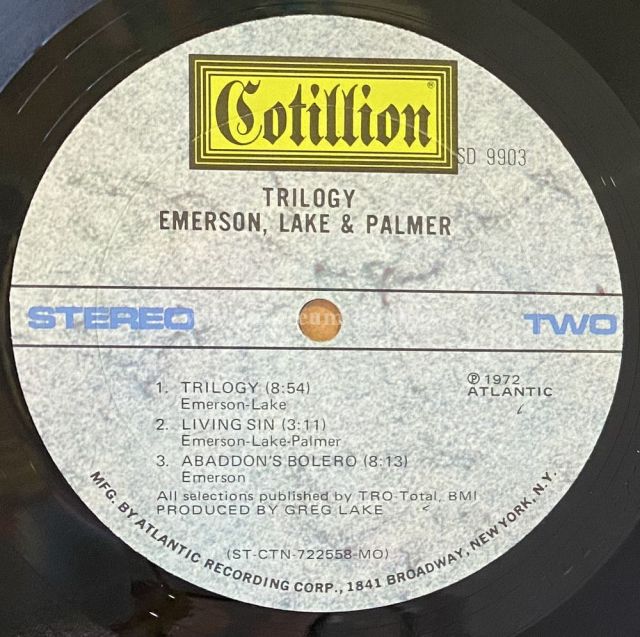 Cotillion®
SD 9903
TRILOGY
EMERSON, LAKE & PALMER
STEREO
TWO
1. TRILOGY (8:54)
Emerson-Lake
℗ 1972
ATLANTIC
2. LIVING SIN (3:11)
Emerson-Lake-Palmer
3. ABADDON'S BOLERO (8:13)
Emerson
All selections published by TRO-Total, BMI
PRODUCED BY GREG LAKE
(ST-CTN-722558-MO)
MFG. BY ATLANTIC RECORDING CORP., 1841 BROADWAY, NEW YORK, N.Y.